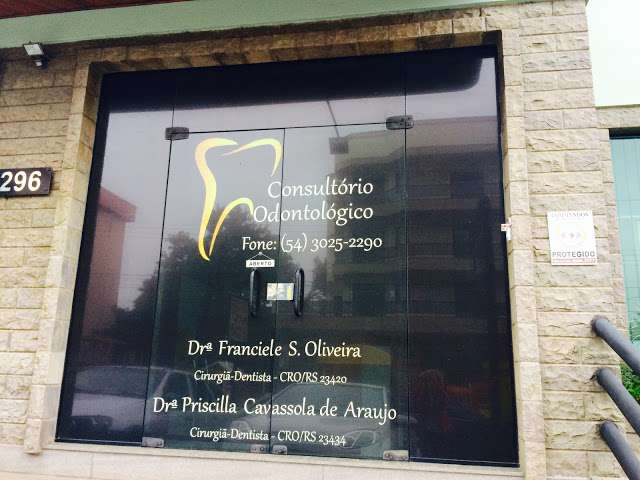 296
Consultório
Odontológico
Fone: (54) 3025-2290
ABERTO
Drª Franciele S. Oliveira
Cirurgiã-Dentista - CRO/RS 23420
Drª Priscilla Cavassola de Araujo
Cirurgiã-Dentista - CRO/RS 23434
PROTEGIDO